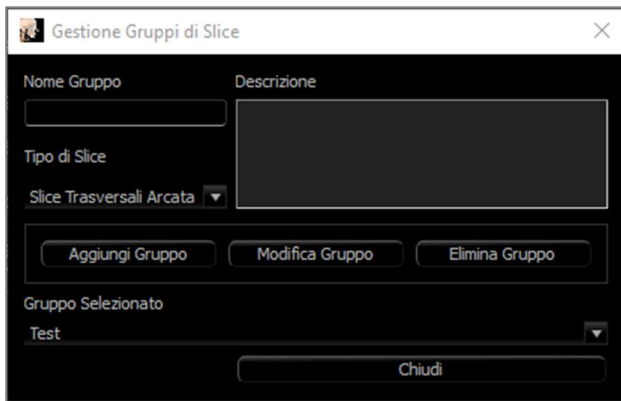 Gestione Gruppi di Slice
Nome Gruppo
Descrizione
Tipo di Slice
Slice Trasversali Arcata
Aggiungi Gruppo
Modifica Gruppo
Elimina Gruppo
Gruppo Selezionato
Test
Chiudi